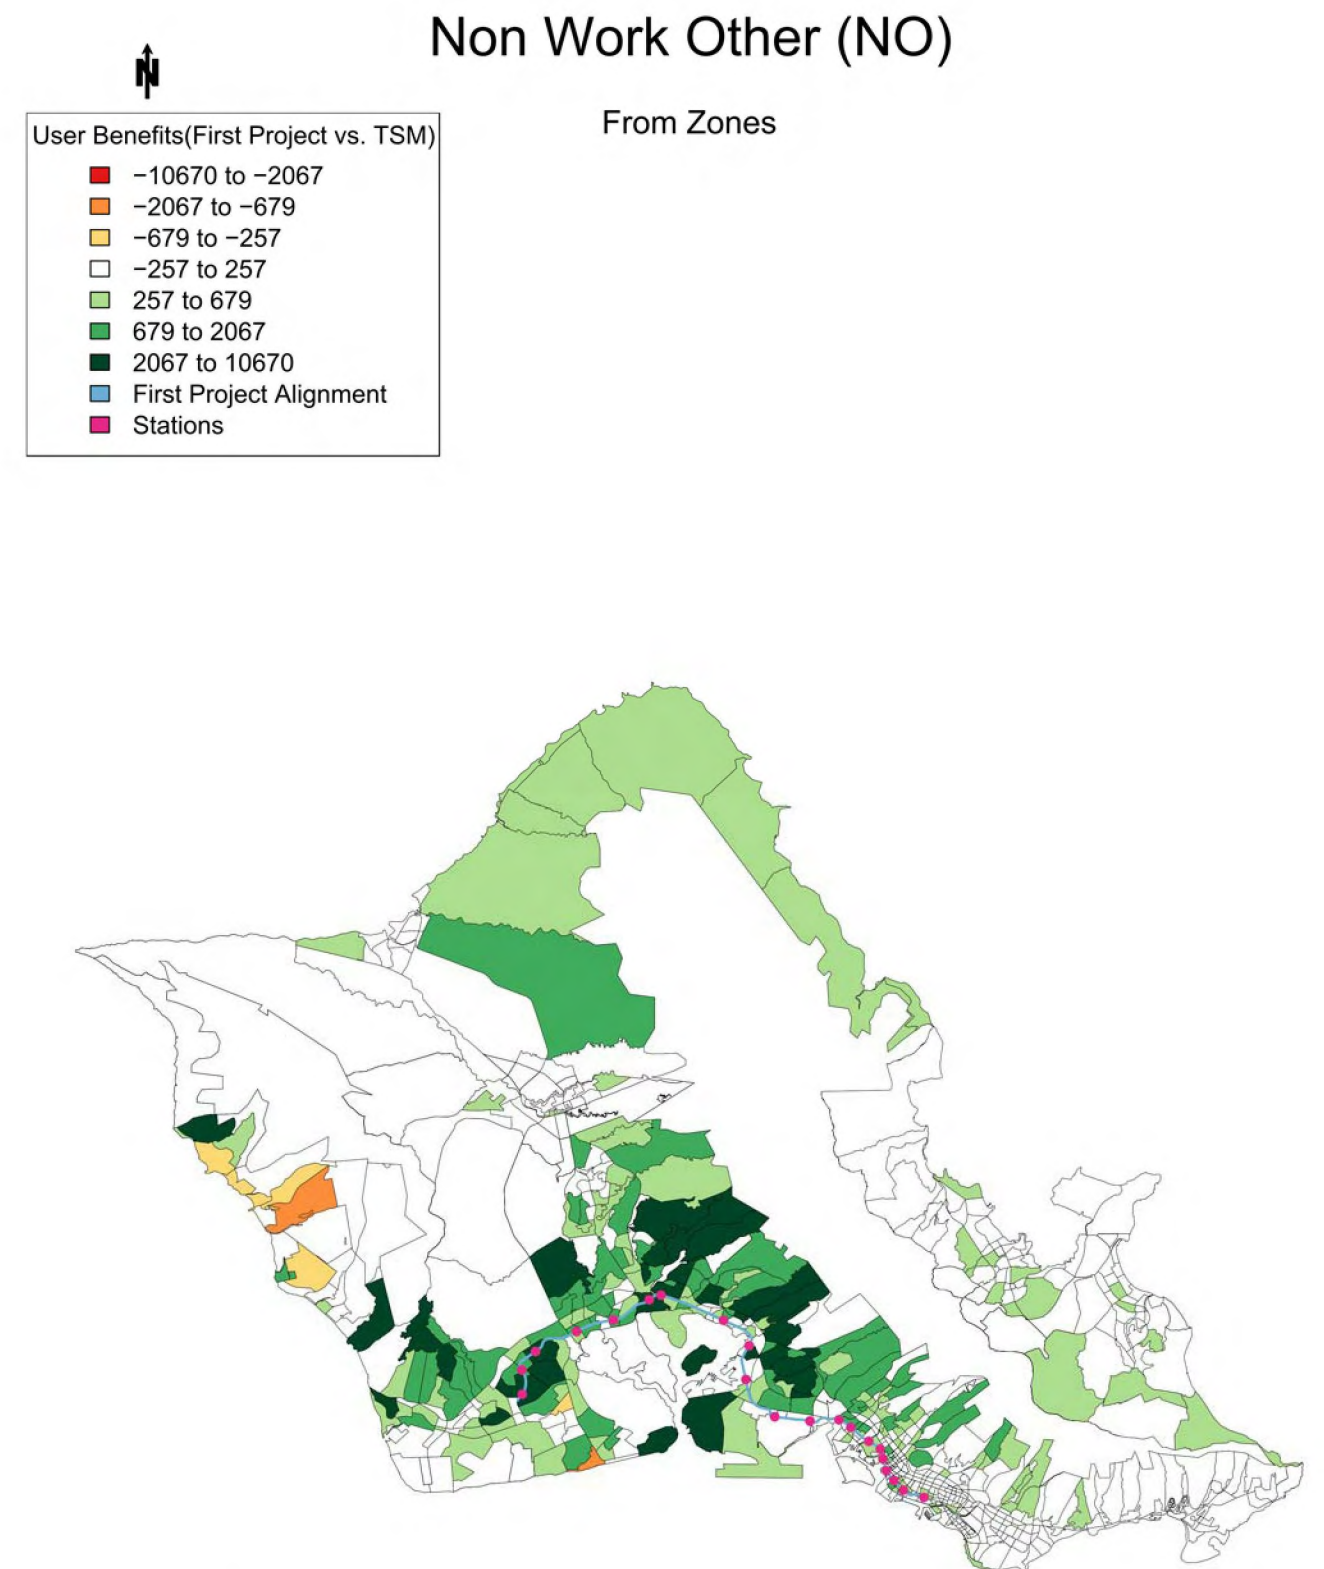 Non Work Other (NO)
N
From Zones
User Benefits(First Project vs. TSM)
−10670 to −2067
−2067 to −679
−679 to −257
−257 to 257
257 to 679
679 to 2067
2067 to 10670
First Project Alignment
Stations